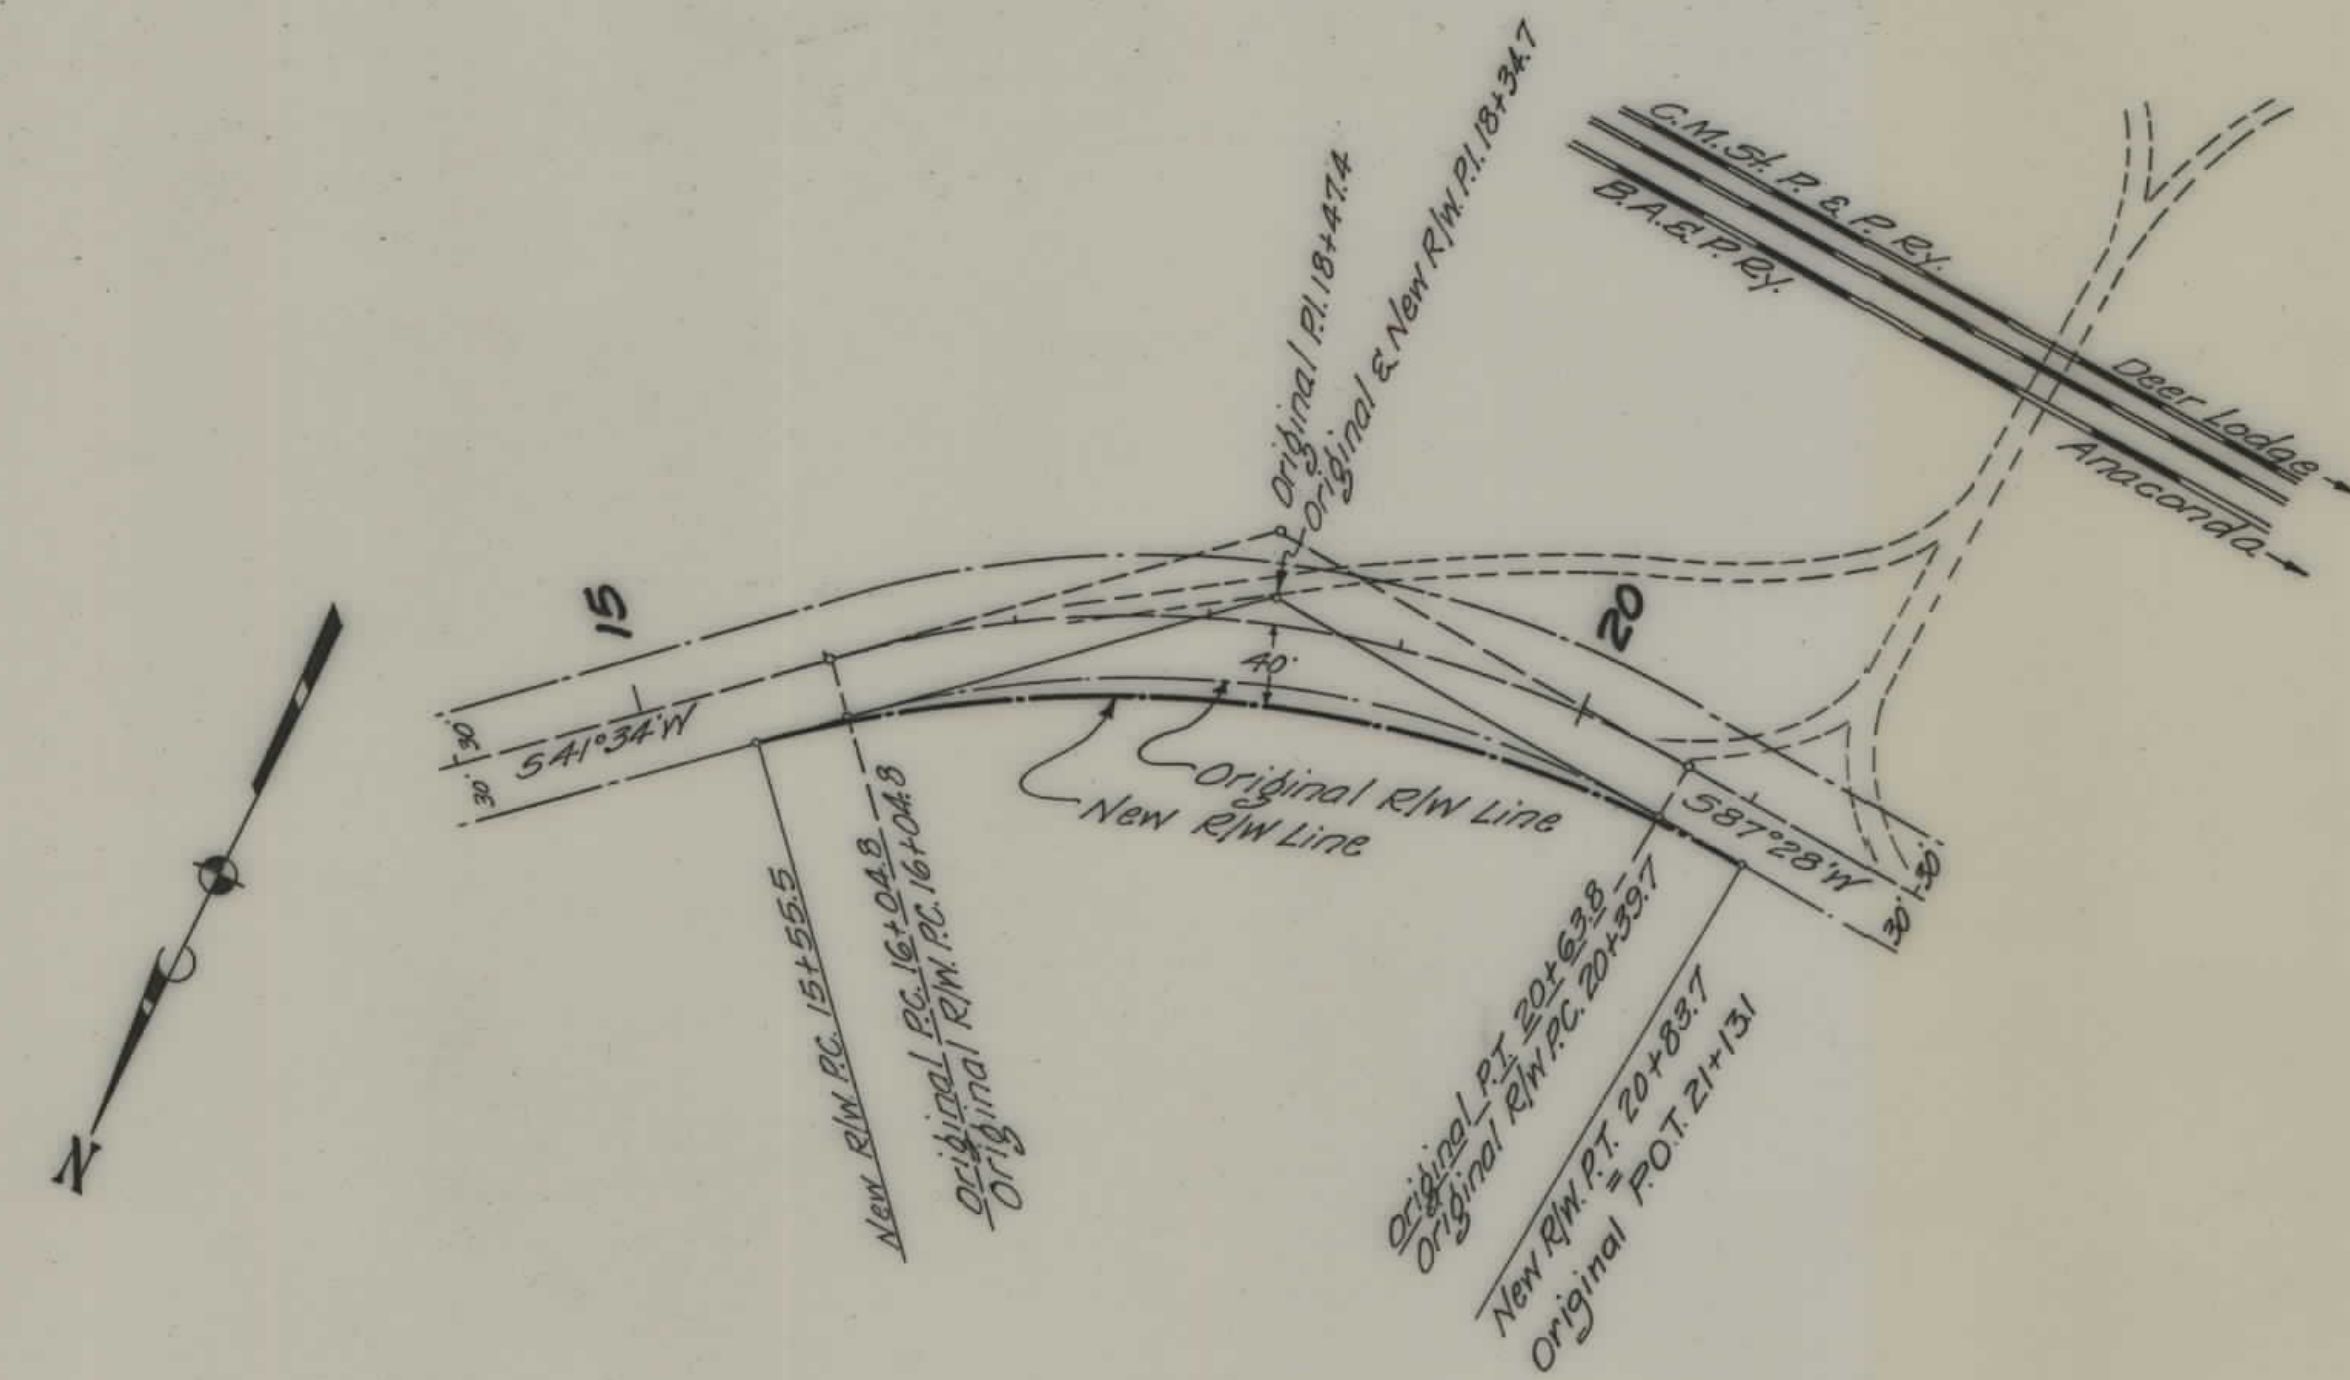 C.M. St. P. & P. Ry.
B.A. & P. Ry.
Deer Lodge
Anaconda
Original P.I. 18+47.4
Original & New R/W. P.I. 18+34.7
15
20
40'
30'
30'
S41°34'W
Original R/W Line
New R/W Line
S87°28'W
30'
30'
New R/W. P.C. 15+55.5
Original P.C. 16+04.8
Original R/W. P.C. 16+04.8
Original P.T. 20+63.8
Original R/W P.C. 20+39.7
New R/W. P.T. 20+83.7
=
Original P.O.T. 21+13.1
N